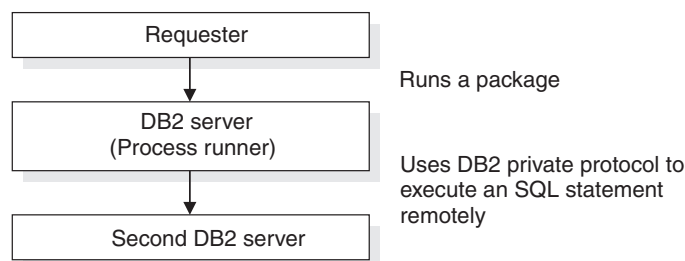 Requester
Runs a package
DB2 server
(Process runner)
Uses DB2 private protocol to
execute an SQL statement
remotely
Second DB2 server